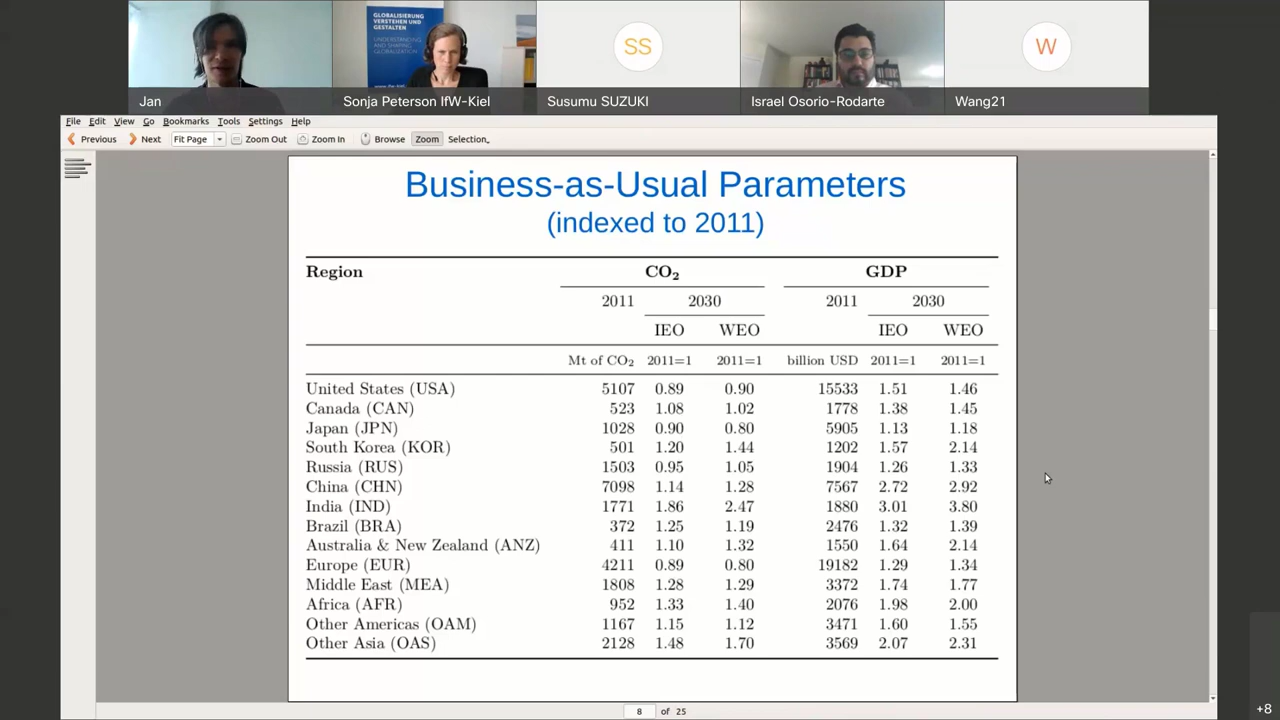 GLOBALISIERUNG
VERSTEHEN UND
GESTALTEN
UNDERSTANDING
AND SHAPING
GLOBALIZATION
SS
W
Jan
Sonja Peterson IfW-Kiel
Susumu SUZUKI
Israel Osorio-Rodarte
Wang21
File Edit View Go Bookmarks Tools Settings Help
Previous Next Fit Page Zoom Out Zoom In Browse Zoom Selection
Business-as-Usual Parameters
(indexed to 2011)
Region CO₂ GDP
2011 2030 2011 2030
IEO WEO IEO WEO
Mt of CO₂ 2011=1 2011=1 billion USD 2011=1 2011=1
United States (USA) 5107 0.89 0.90 15533 1.51 1.46
Canada (CAN) 523 1.08 1.02 1778 1.38 1.45
Japan (JPN) 1028 0.90 0.80 5905 1.13 1.18
South Korea (KOR) 501 1.20 1.44 1202 1.57 2.14
Russia (RUS) 1503 0.95 1.05 1904 1.26 1.33
China (CHN) 7098 1.14 1.28 7567 2.72 2.92
India (IND) 1771 1.86 2.47 1880 3.01 3.80
Brazil (BRA) 372 1.25 1.19 2476 1.32 1.39
Australia & New Zealand (ANZ) 411 1.10 1.32 1550 1.64 2.14
Europe (EUR) 4211 0.89 0.80 19182 1.29 1.34
Middle East (MEA) 1808 1.28 1.29 3372 1.74 1.77
Africa (AFR) 952 1.33 1.40 2076 1.98 2.00
Other Americas (OAM) 1167 1.15 1.12 3471 1.60 1.55
Other Asia (OAS) 2128 1.48 1.70 3569 2.07 2.31
8 of 25
+8